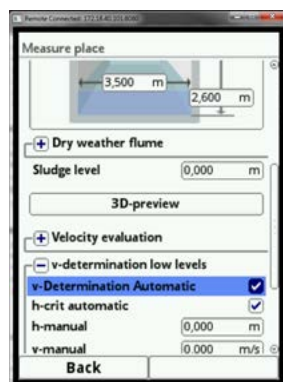 Remote Connected: 172.18.40.101:8080
Measure place
3,500 m
2,600 m
Dry weather flume
Sludge level 0,000 m
3D-preview
Velocity evaluation
v-determination low levels
v-Determination Automatic
h-crit automatic
h-manual 0,000 m
v-manual 0.000 m/s
Back